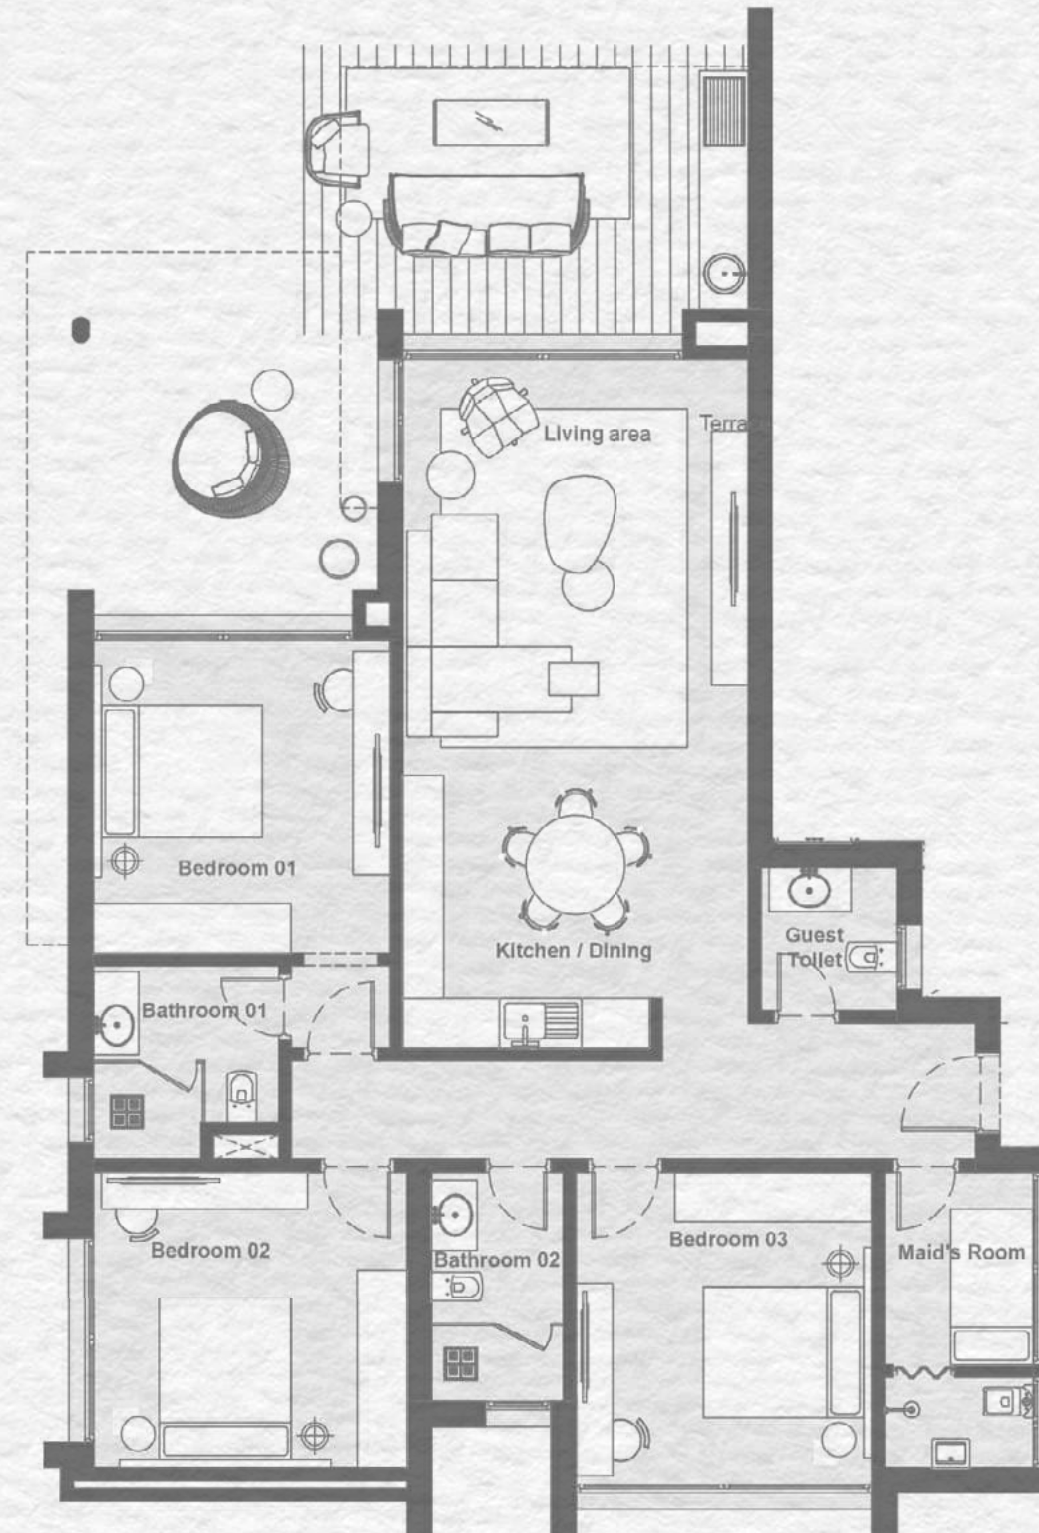 Living area
Terra
Bedroom 01
Kitchen / Dining
Guest
Toilet
Bathroom 01
Bedroom 02
Bathroom 02
Bedroom 03
Maid's Room